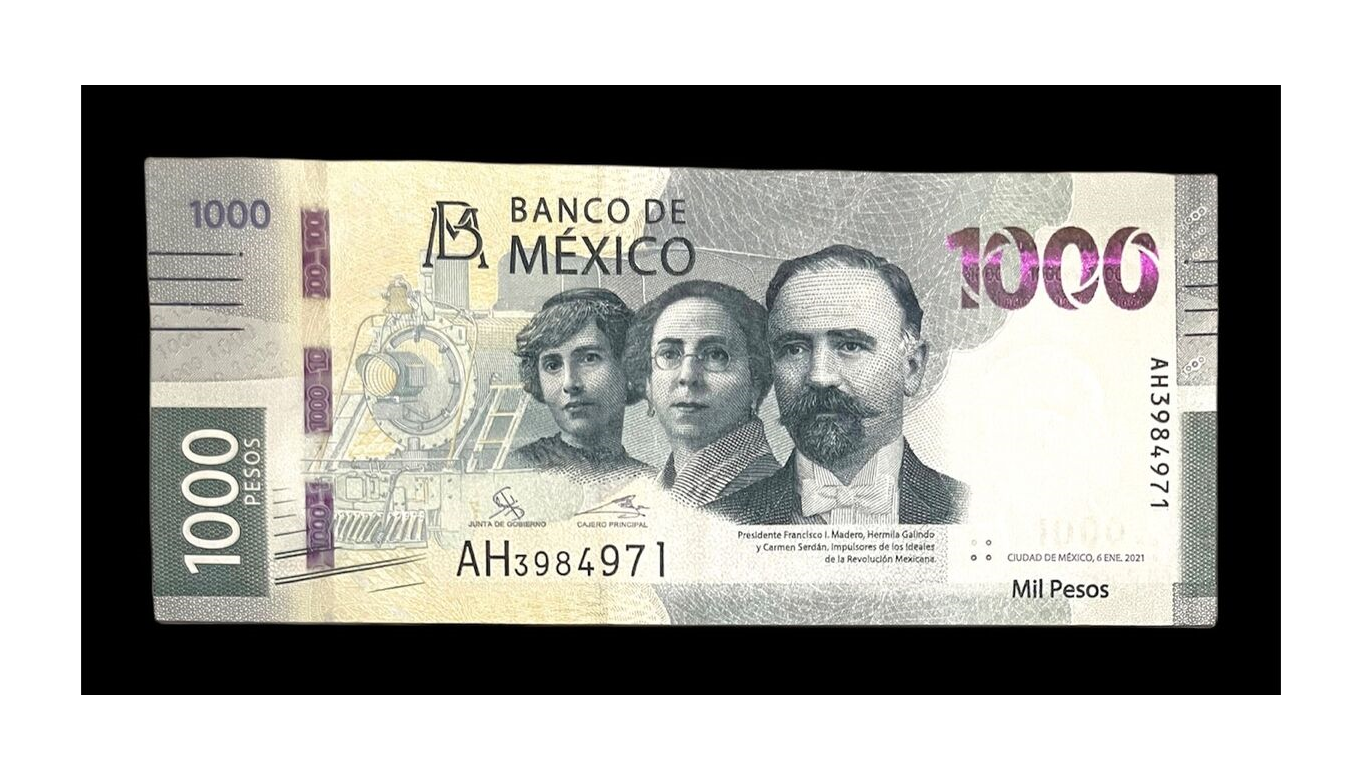 1000
BANCO DE
MÉXICO
1000
AH3984971
1000
PESOS
JUNTA DE GOBIERNO
CAJERO PRINCIPAL
AH3984971
Presidente Francisco I. Madero, Hermila Galindo
y Carmen Serdán, impulsores de los ideales
de la Revolución Mexicana.
CIUDAD DE MÉXICO, 6 ENE. 2021
Mil Pesos